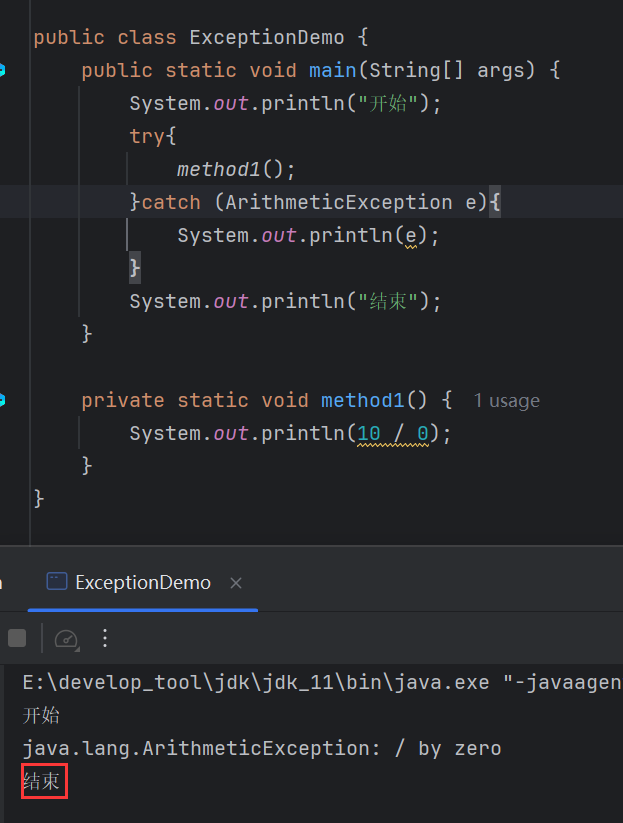 public class ExceptionDemo {
public static void main(String[] args) {
System.out.println("开始");
try{
method1();
}catch (ArithmeticException e){
System.out.println(e);
}
System.out.println("结束");
}
private static void method1() { 1 usage
System.out.println(10 / 0);
}
}
ExceptionDemo ×
E:\develop_tool\jdk\jdk_11\bin\java.exe "-javaagen
开始
java.lang.ArithmeticException: / by zero
结束